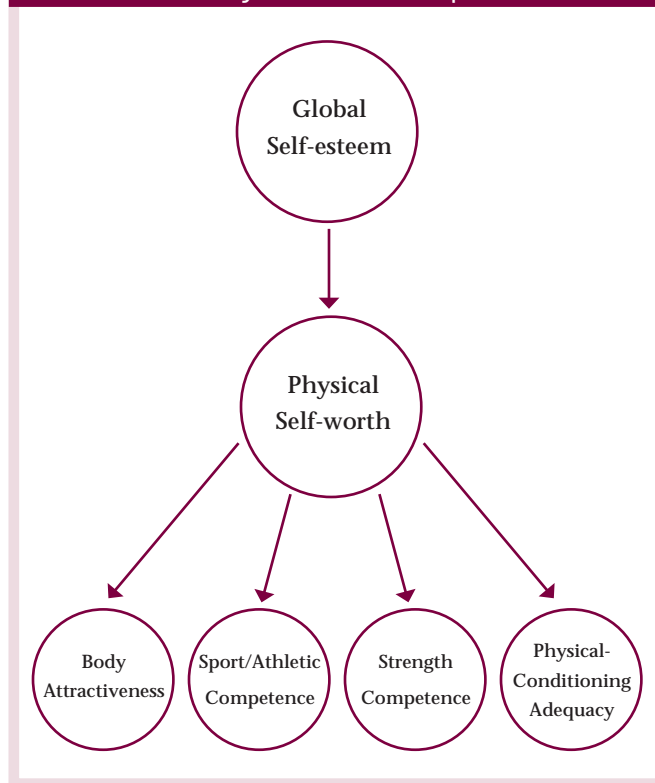 Global
Self-esteem
Physical
Self-worth
Body
Attractiveness
Sport/Athletic
Competence
Strength
Competence
Physical-
Conditioning
Adequacy